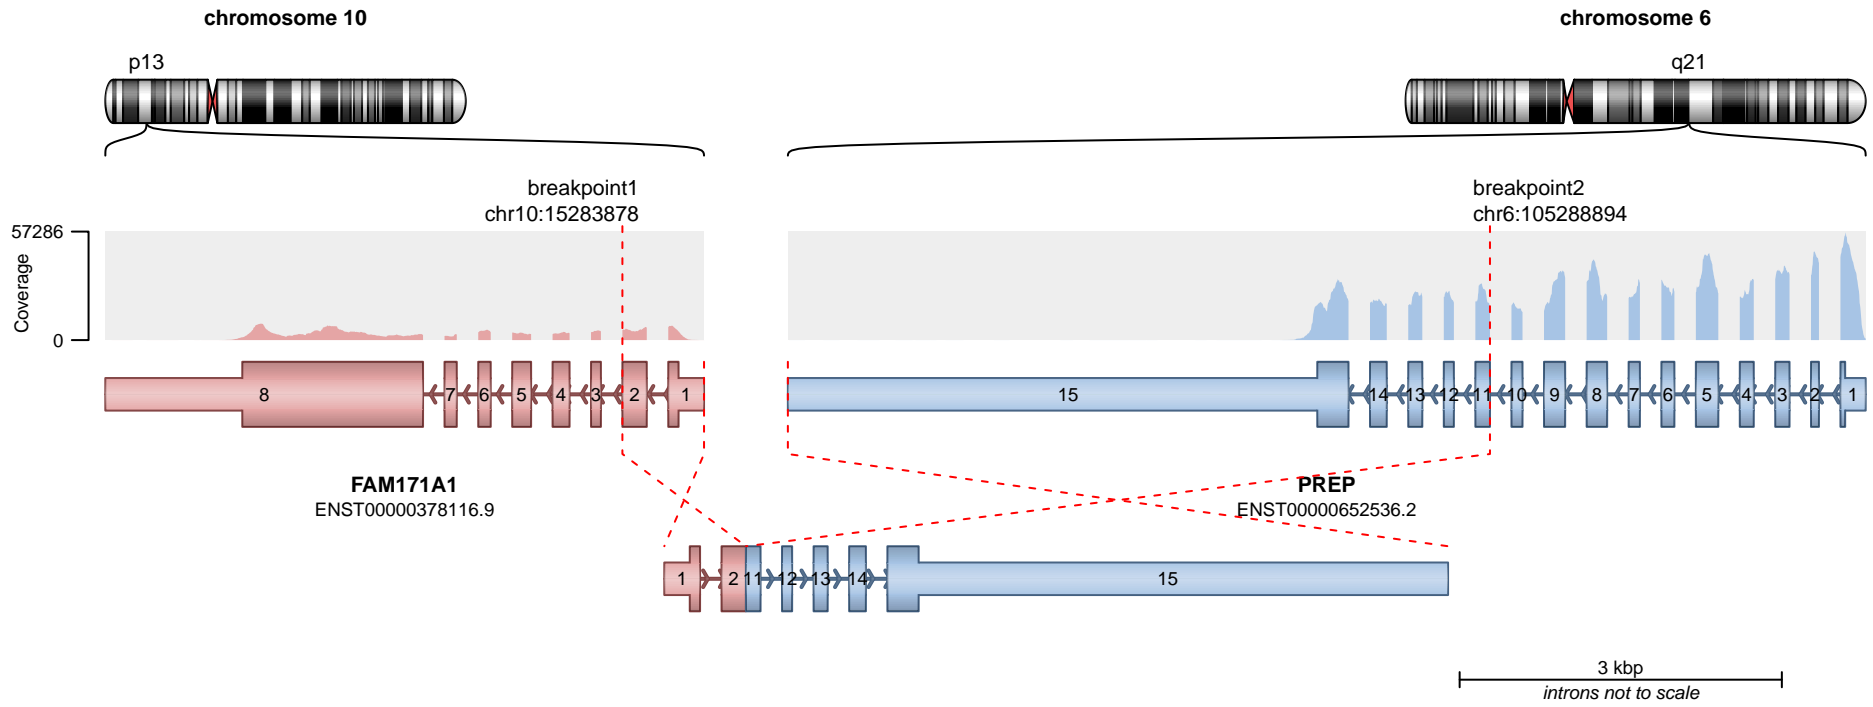 chromosome 10
chromosome 6
p13
q21
breakpoint1
chr10:15283878
breakpoint2
chr6:105288894
57286
Coverage
0
8 7 6 5 4 3 2 1
15 14 13 12 11 10 9 8 7 6 5 4 3 2 1
FAM171A1
ENST00000378116.9
PREP
ENST00000652536.2
1 2 11 12 13 14 15
3 kbp
introns not to scale